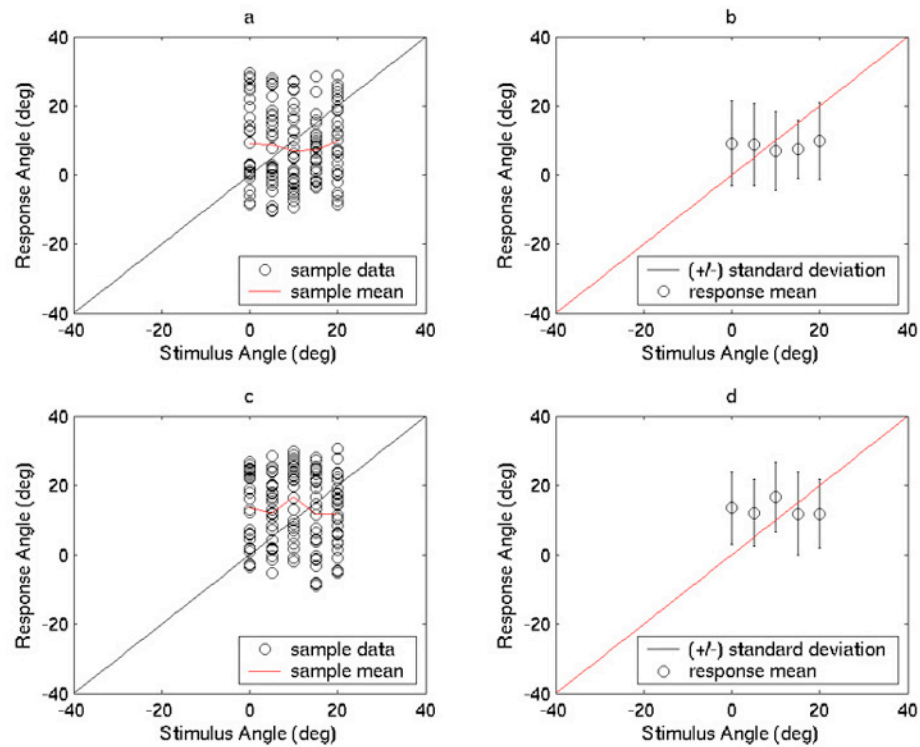 a
40
20
0
-20
-40
Response Angle (deg)
sample data
sample mean
-40
-20
0
20
40
Stimulus Angle (deg)
b
40
20
0
-20
-40
Response Angle (deg)
(+/-) standard deviation
response mean
-40
-20
0
20
40
Stimulus Angle (deg)
c
40
20
0
-20
-40
Response Angle (deg)
sample data
sample mean
-40
-20
0
20
40
Stimulus Angle (deg)
d
40
20
0
-20
-40
Response Angle (deg)
(+/-) standard deviation
response mean
-40
-20
0
20
40
Stimulus Angle (deg)